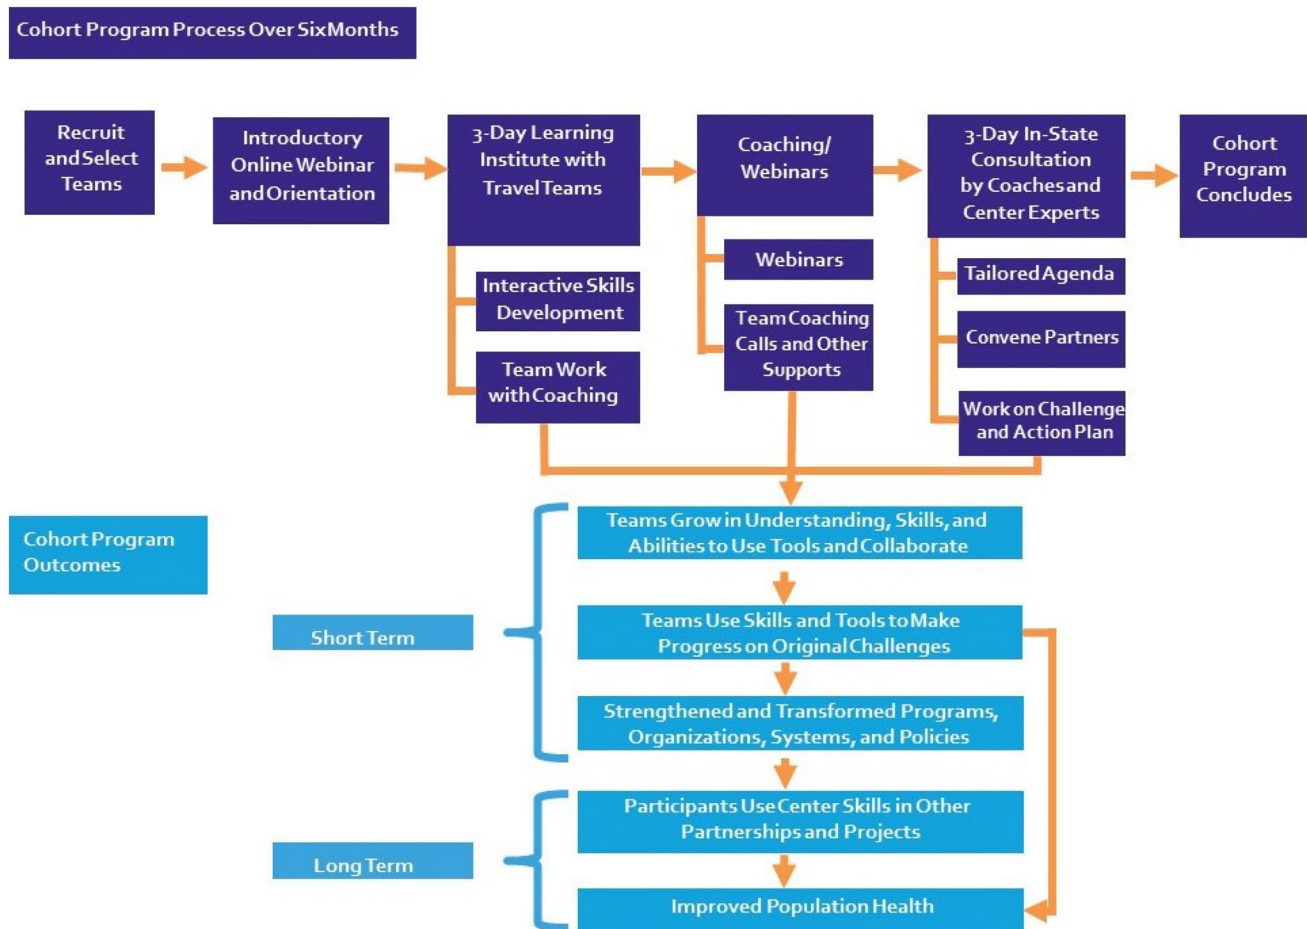 Cohort Program Process Over Six Months
Recruit
and Select
Teams
Introductory
Online Webinar
and Orientation
3-Day Learning
Institute with
Travel Teams
Coaching/
Webinars
3-Day In-State
Consultation
by Coaches and
Center Experts
Cohort
Program
Concludes
Interactive Skills
Development
Team Work
with Coaching
Webinars
Team Coaching
Calls and Other
Supports
Tailored Agenda
Convene Partners
Work on Challenge
and Action Plan
Cohort Program
Outcomes
Short Term
Teams Grow in Understanding, Skills, and
Abilities to Use Tools and Collaborate
Teams Use Skills and Tools to Make
Progress on Original Challenges
Strengthened and Transformed Programs,
Organizations, Systems, and Policies
Long Term
Participants Use Center Skills in Other
Partnerships and Projects
Improved Population Health